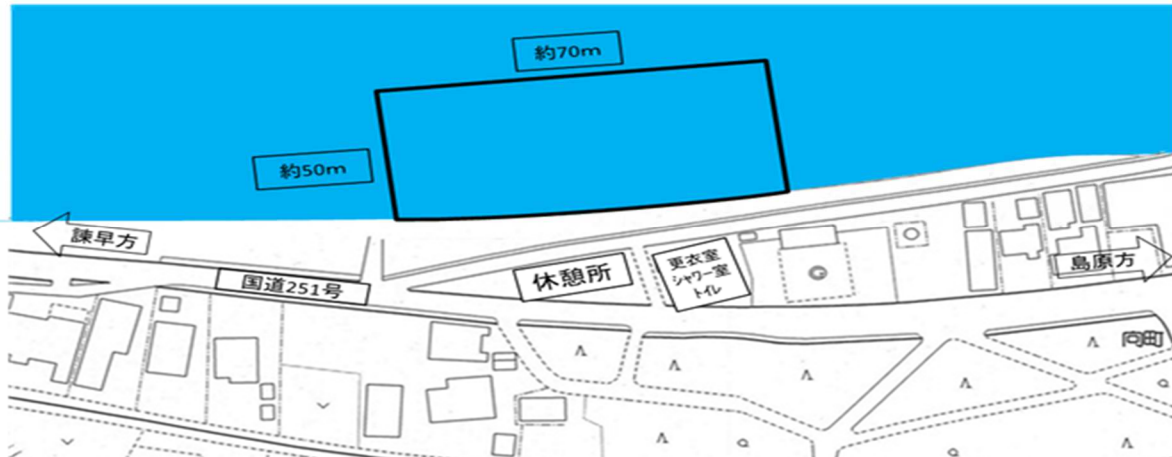 約70m
約50m
諫早方
国道251号
休憩所
更衣室
シャワー室
トイレ
島原方
向町